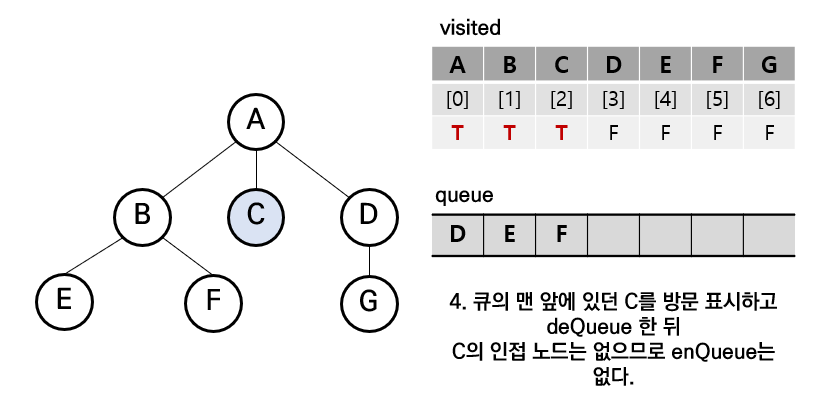 visited
A B C D E F G
[0] [1] [2] [3] [4] [5] [6]
T T T F F F F
A
B C D
E F G
queue
D E F
4. 큐의 맨 앞에 있던 C를 방문 표시하고
deQueue 한 뒤
C의 인접 노드는 없으므로 enQueue는
없다.